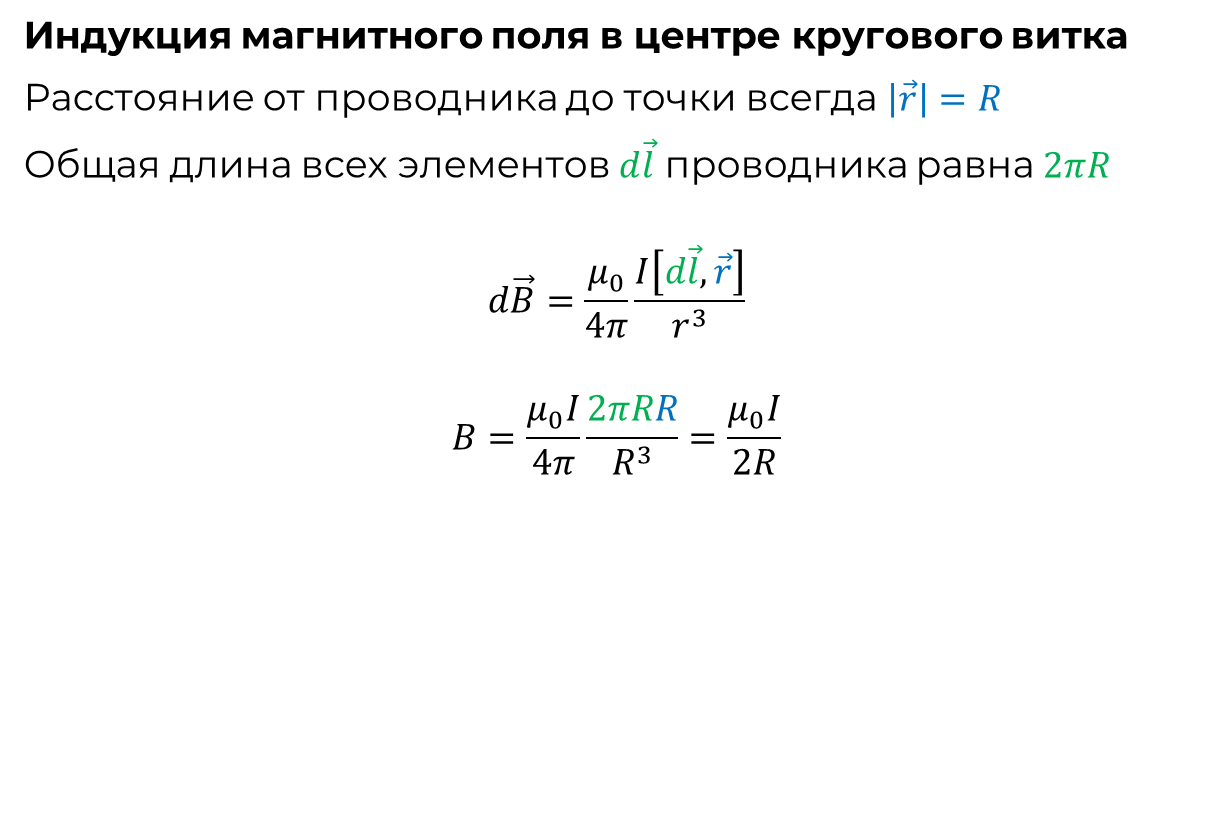 Индукция магнитного поля в центре кругового витка
Расстояние от проводника до точки всегда |r⃗| = R
Общая длина всех элементов dl⃗ проводника равна 2πR
dB⃗ = μ₀/4π I[dl⃗, r⃗]/r³
B = μ₀I/4π 2πRR/R³ = μ₀I/2R